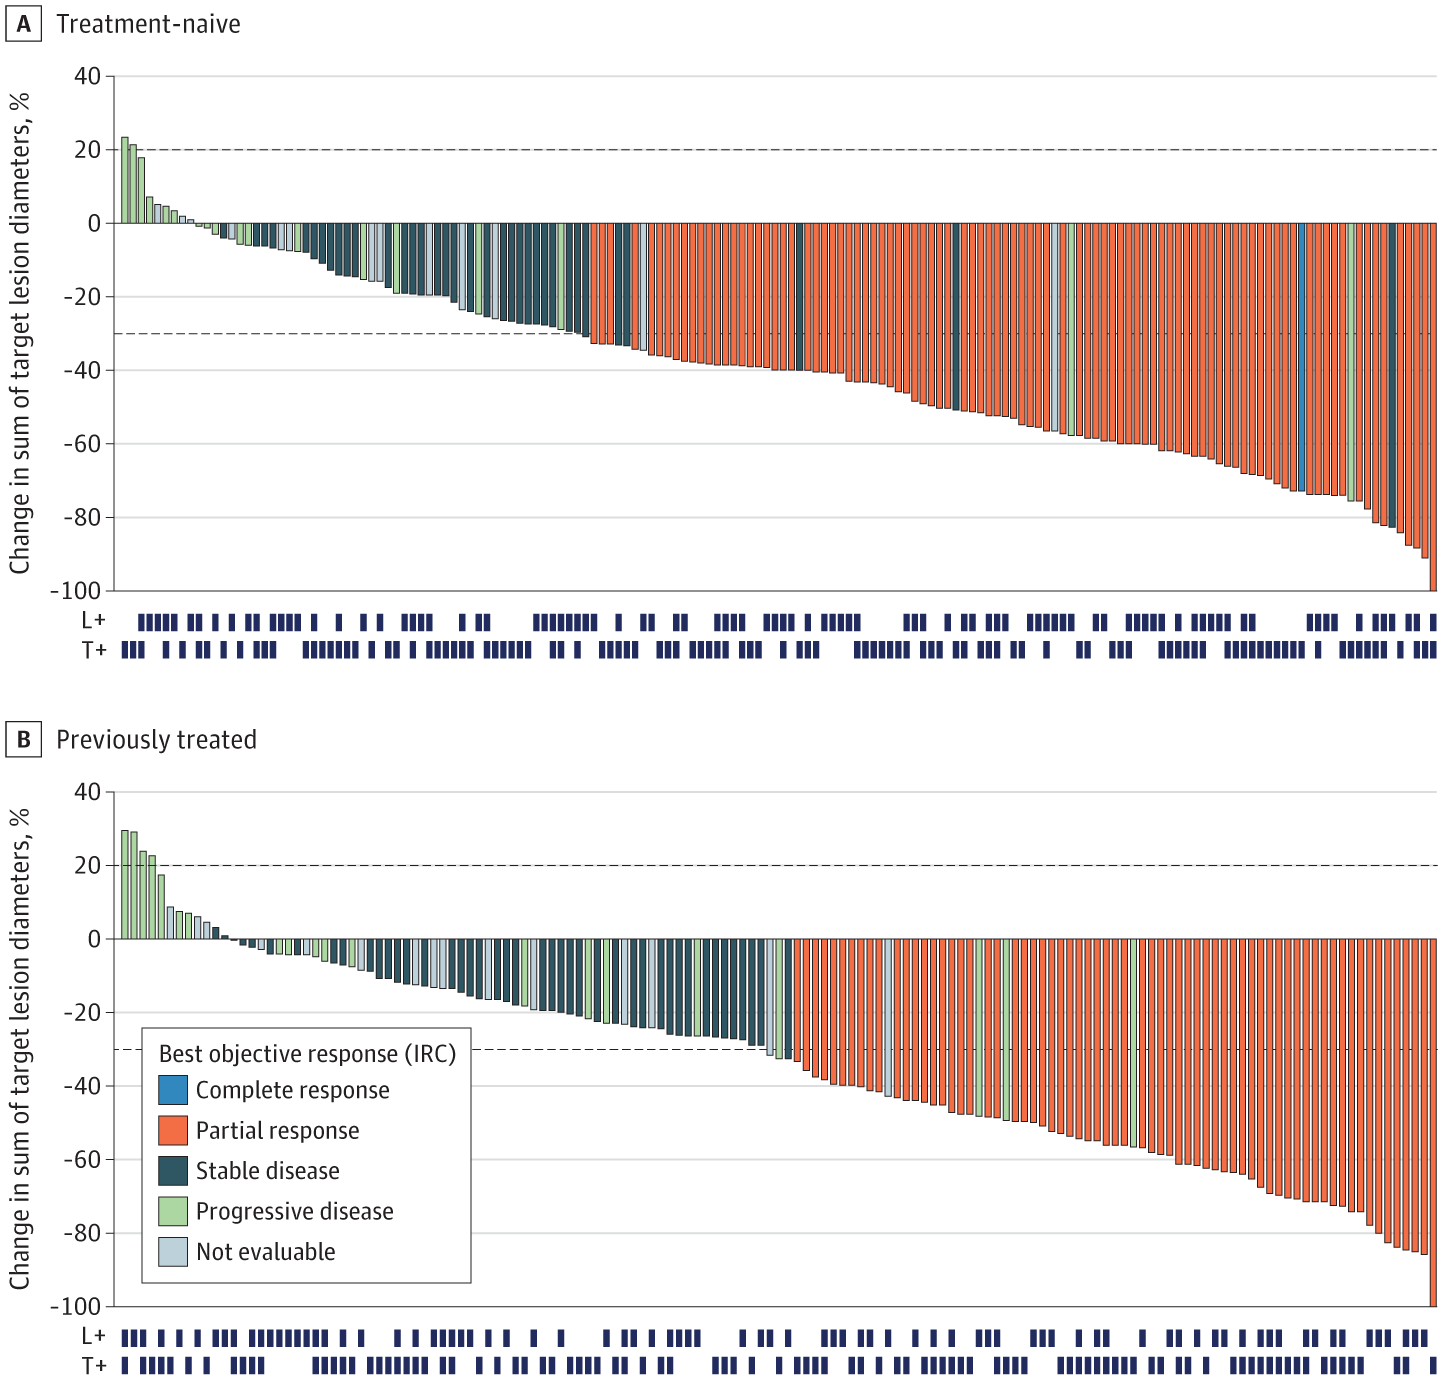 A Treatment-naive
Change in sum of target lesion diameters, %
40
20
0
-20
-40
-60
-80
-100
L+
T+
B Previously treated
Change in sum of target lesion diameters, %
40
20
0
-20
-40
-60
-80
-100
Best objective response (IRC)
Complete response
Partial response
Stable disease
Progressive disease
Not evaluable
L+
T+